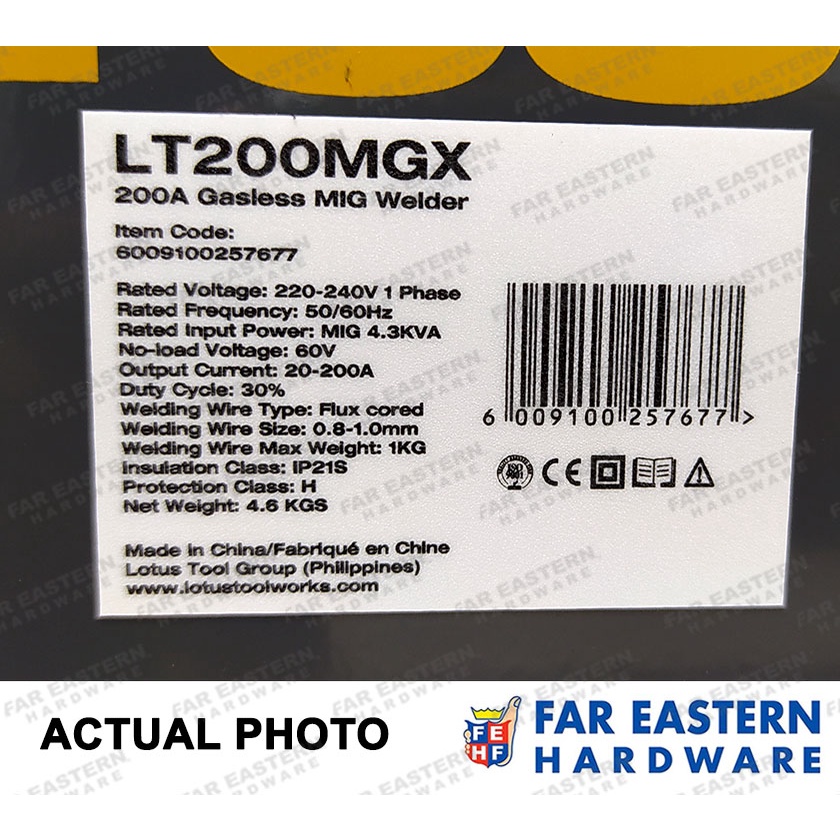 LT200MGX
200A Gasless MIG Welder
Item Code:
6009100257677
Rated Voltage: 220-240V 1 Phase
Rated Frequency: 50/60Hz
Rated Input Power: MIG 4.3KVA
No-load Voltage: 60V
Output Current: 20-200A
Duty Cycle: 30%
Welding Wire Type: Flux cored
Welding Wire Size: 0.8-1.0mm
Welding Wire Max Weight: 1KG
Insulation Class: IP21S
Protection Class: H
Net Weight: 4.6 KGS
6 009100 257677 >
CE
Made in China/Fabriqué en Chine
Lotus Tool Group (Philippines)
www.lotustoolworks.com
ACTUAL PHOTO
FE
HF
FAR EASTERN
HARDWARE